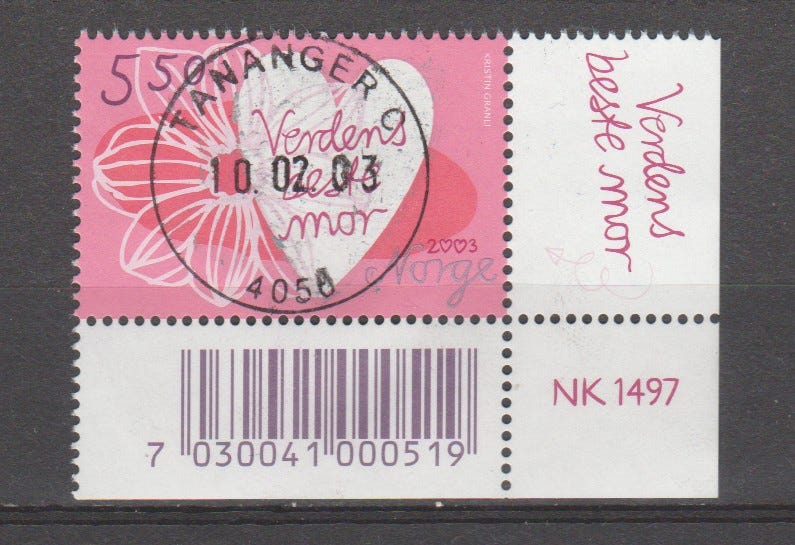 5 50
KRISTIN GRANLI
TANANGER
10.02.03
4056
Verdens
beste
mor
2003
Norge
Verdens
beste mor
7 030041 000519
NK 1497